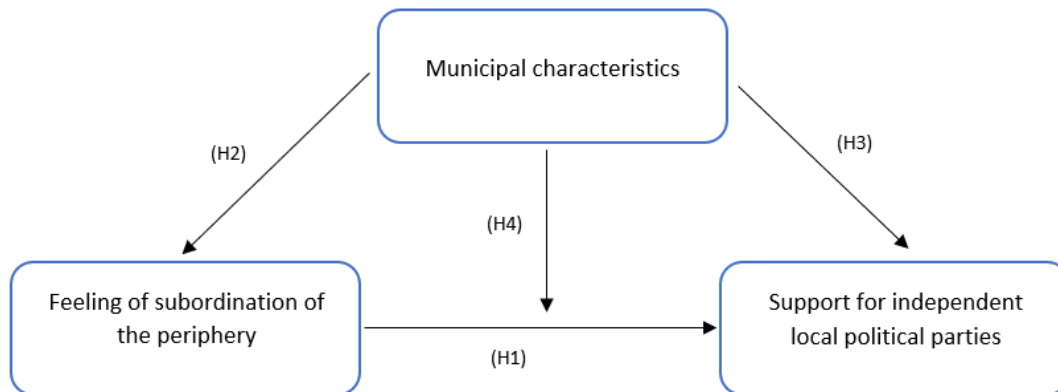 Municipal characteristics
(H2)
(H3)
(H4)
Feeling of subordination of
the periphery
(H1)
Support for independent
local political parties